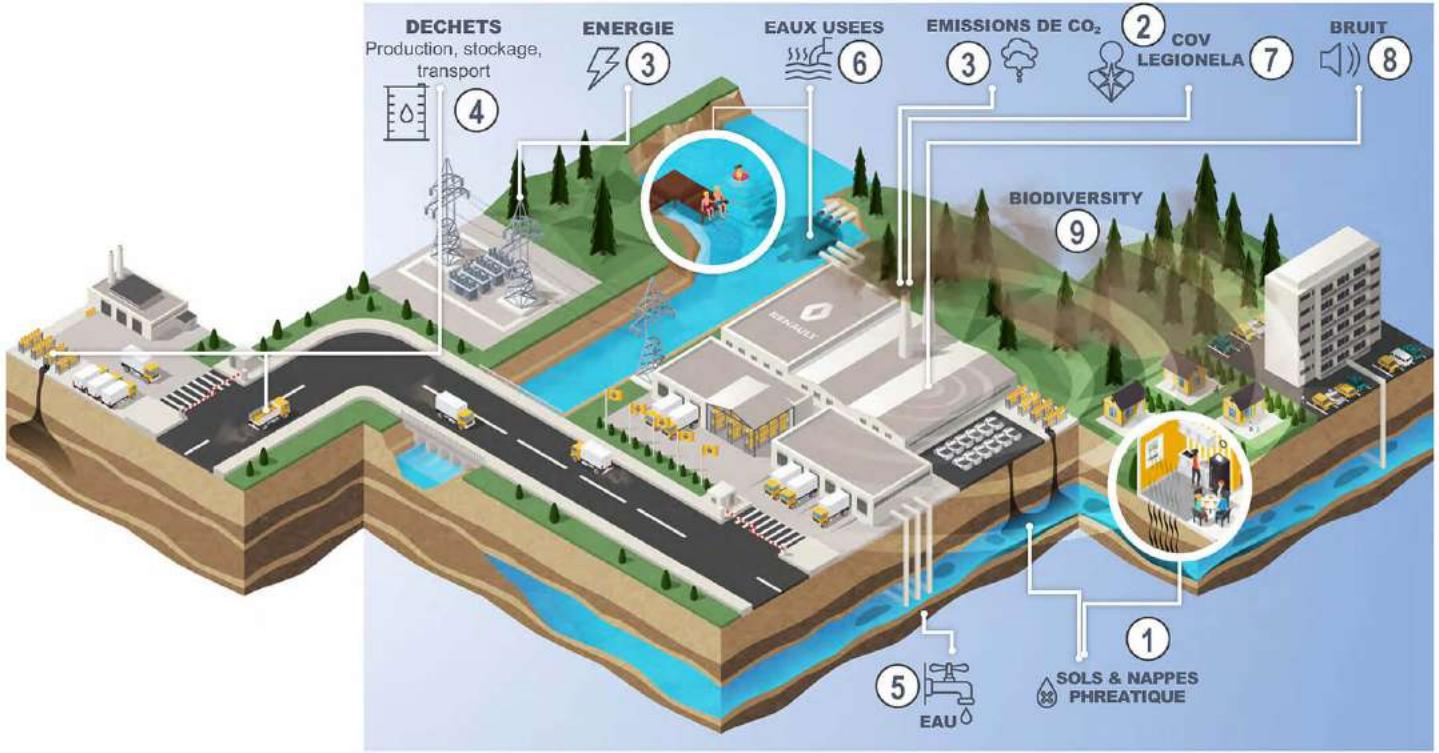 DECHETS
Production, stockage,
transport
4
ENERGIE
3
EAUX USEES
6
EMISSIONS DE CO₂
3
2
COV
LEGIONELA
7
BRUIT
8
BIODIVERSITY
9
RENAULT
1
SOLS & NAPPES
PHREATIQUE
5
EAU